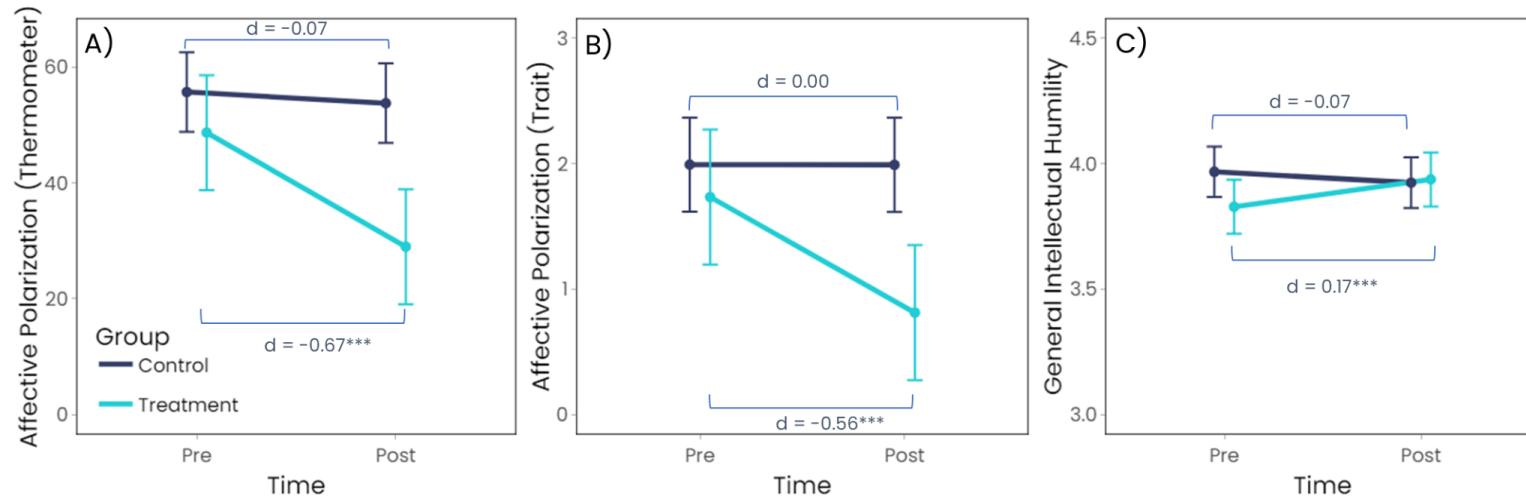 A)
d = -0.07
Affective Polarization (Thermometer)
60
40
20
0
d = -0.67***
Group
Control
Treatment
Pre
Post
Time
B)
d = 0.00
Affective Polarization (Trait)
3
2
1
0
d = -0.56***
Pre
Post
Time
C)
d = -0.07
General Intellectual Humility
4.5
4.0
3.5
3.0
d = 0.17***
Pre
Post
Time